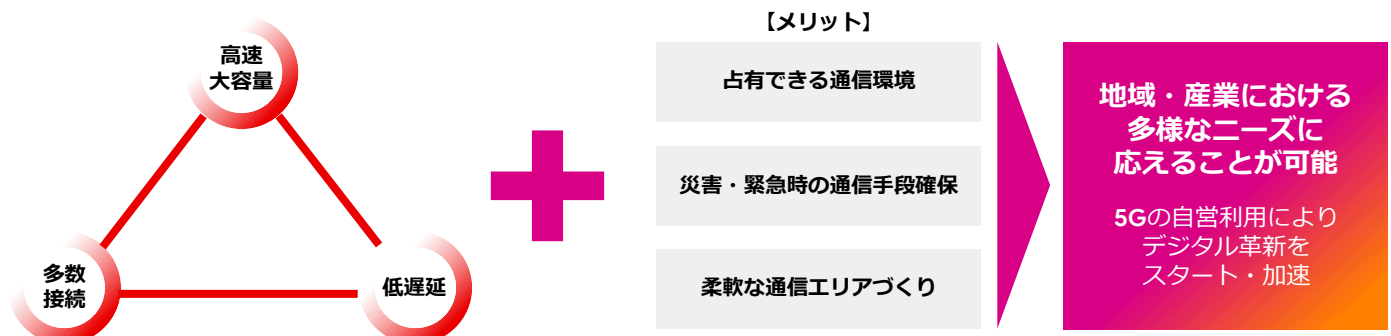 高速
大容量
多数
接続
低遅延
【メリット】
占有できる通信環境
災害・緊急時の通信手段確保
柔軟な通信エリアづくり
地域・産業における
多様なニーズに
応えることが可能
5Gの自営利用により
デジタル革新を
スタート・加速